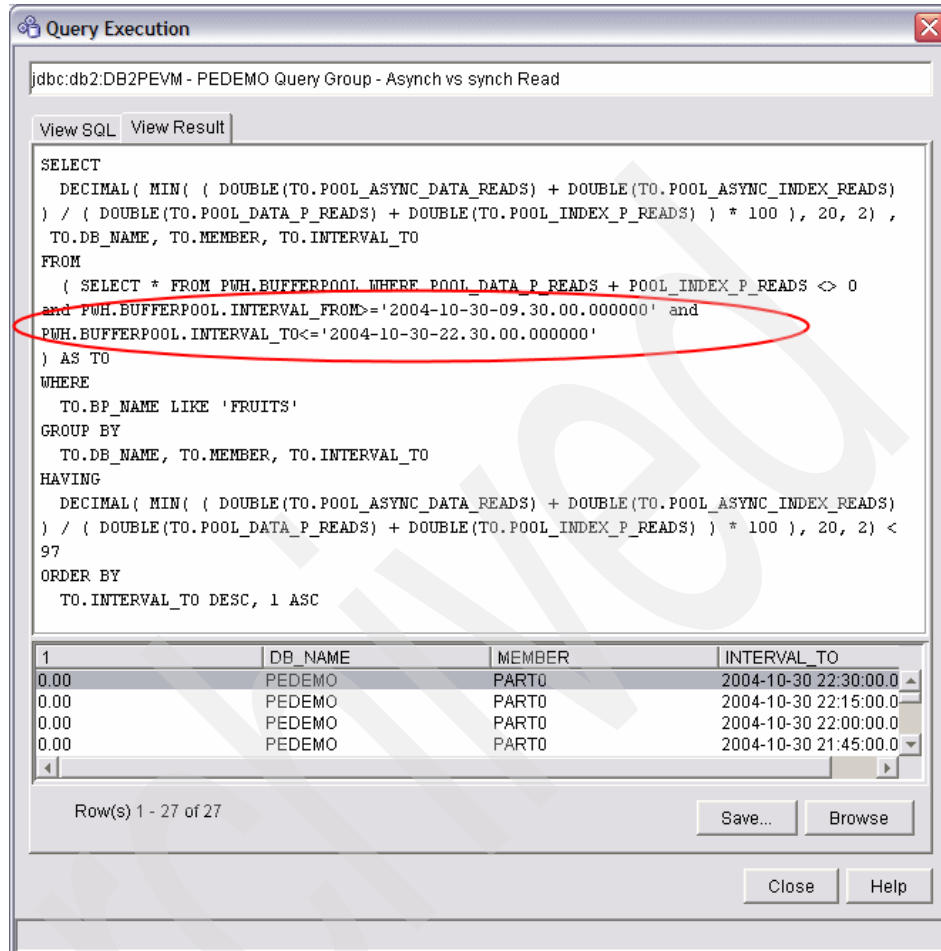 Query Execution
jdbc:db2:DB2PEVM - PEDEMO Query Group - Asynch vs synch Read
View SQL View Result
SELECT
DECIMAL( MIN( ( DOUBLE(T0.POOL_ASYNC_DATA_READS) + DOUBLE(T0.POOL_ASYNC_INDEX_READS)
) / ( DOUBLE(T0.POOL_DATA_P_READS) + DOUBLE(T0.POOL_INDEX_P_READS) ) * 100 ), 20, 2) ,
T0.DB_NAME, T0.MEMBER, T0.INTERVAL_TO
FROM
( SELECT * FROM PWH.BUFFERPOOL WHERE POOL_DATA_P_READS + POOL_INDEX_P_READS <> 0
and PWH.BUFFERPOOL.INTERVAL_FROM>='2004-10-30-09.30.00.000000' and
PWH.BUFFERPOOL.INTERVAL_TO<='2004-10-30-22.30.00.000000'
) AS T0
WHERE
T0.BP_NAME LIKE 'FRUITS'
GROUP BY
T0.DB_NAME, T0.MEMBER, T0.INTERVAL_TO
HAVING
DECIMAL( MIN( ( DOUBLE(T0.POOL_ASYNC_DATA_READS) + DOUBLE(T0.POOL_ASYNC_INDEX_READS)
) / ( DOUBLE(T0.POOL_DATA_P_READS) + DOUBLE(T0.POOL_INDEX_P_READS) ) * 100 ), 20, 2) <
97
ORDER BY
T0.INTERVAL_TO DESC, 1 ASC
1 DB_NAME MEMBER INTERVAL_TO
0.00 PEDEMO PART0 2004-10-30 22:30:00.0
0.00 PEDEMO PART0 2004-10-30 22:15:00.0
0.00 PEDEMO PART0 2004-10-30 22:00:00.0
0.00 PEDEMO PART0 2004-10-30 21:45:00.0
Row(s) 1 - 27 of 27
Save... Browse
Close Help